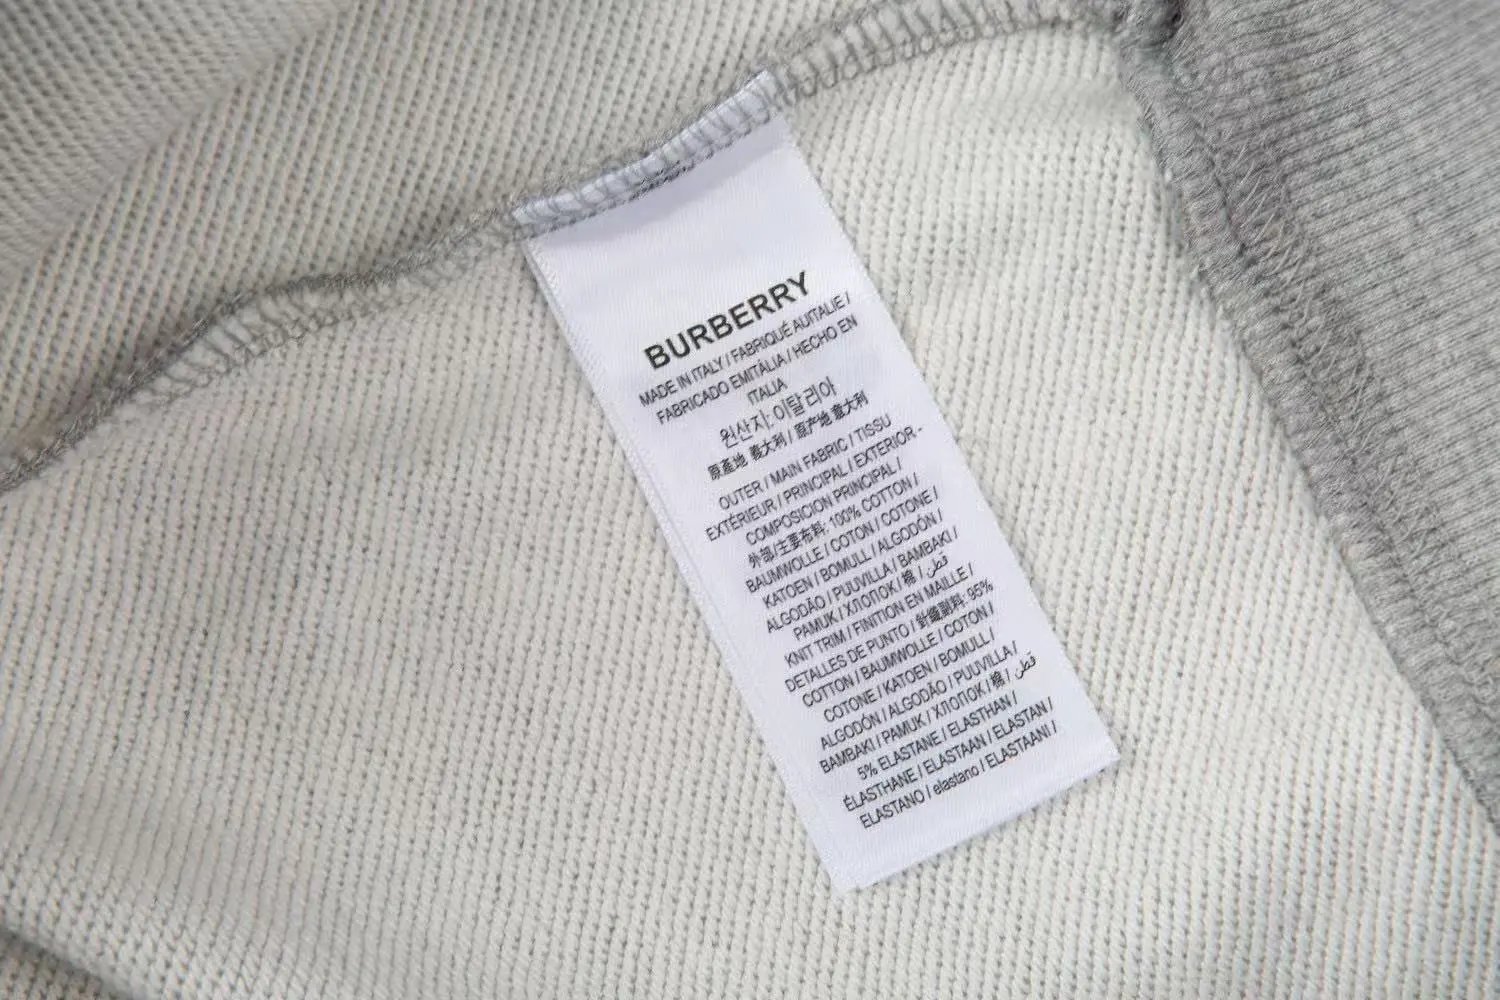 BURBERRY
MADE IN ITALY / FABRIQUÉ AUITALIE /
FABRICADO EMITÁLIA / HECHO EN
ITALIA
원산지: 이탈리아
原產地 義大利 / 原产地 意大利
OUTER / MAIN FABRIC / TISSU
EXTÉRIEUR / PRINCIPAL / EXTERIOR -
COMPOSICION PRINCIPAL /
外部/主要布料: 100% COTTON /
BAUMWOLLE / COTON / COTONE /
KATOEN / BOMULL / ALGODÓN /
ALGODÃO / PUUVILLA / BAMBAKI /
PAMUK / ХЛОПОК / 棉 / قطن
KNIT TRIM / FINITION EN MAILLE /
DETALLES DE PUNTO / 針織副料: 95%
COTTON / BAUMWOLLE / COTON /
COTONE / KATOEN / BOMULL /
ALGODÓN / ALGODÃO / PUUVILLA /
BAMBAKI / PAMUK / ХЛОПОК / 棉 / قطن
5% ELASTANE / ELASTHAN /
ÉLASTHANE / ELASTAAN / ELASTAN /
ELASTANO / elastano / ELASTAANI /